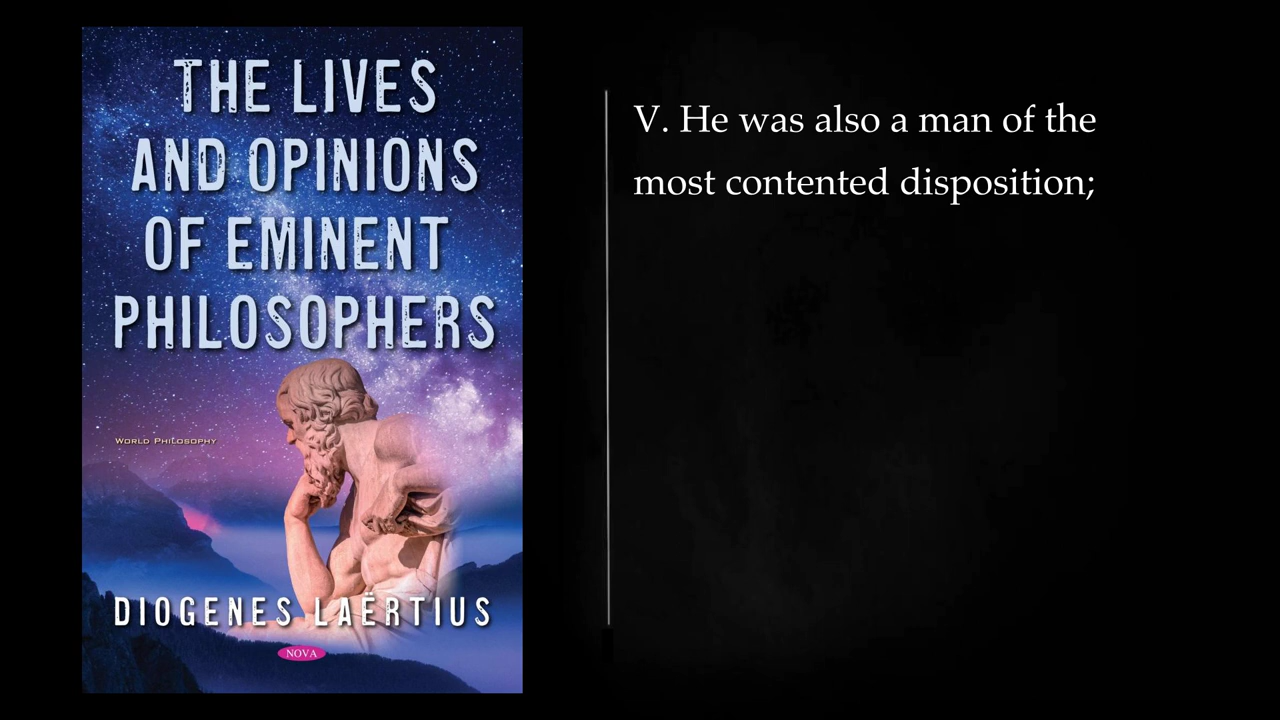 THE LIVES
AND OPINIONS
OF EMINENT
PHILOSOPHERS
WORLD PHILOSOPHY
DIOGENES LAËRTIUS
NOVA
V. He was also a man of the
most contented disposition;